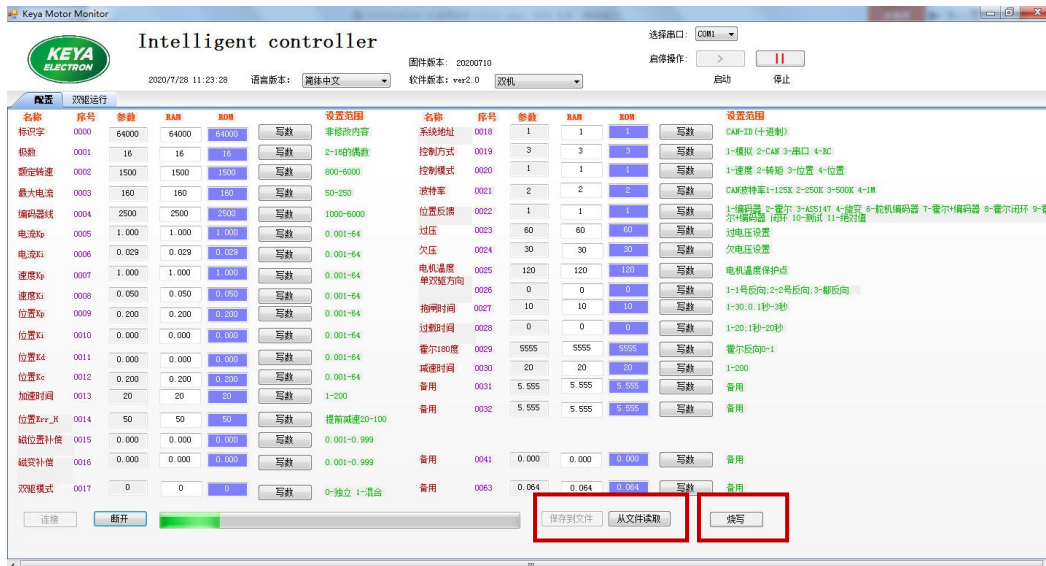 Keya Motor Monitor
KEYA
ELECTRON
Intelligent controller
2020/7/28 11:23:28 语言版本： 简体中文
固件版本： 20200710
软件版本：ver2.0 双机
选择串口： COM1
启停操作： >
启动 停止
配置 双驱运行
名称 序号 参数 RAM ROM 设置范围 名称 序号 参数 RAM ROM 设置范围
标识字 0000 64000 64000 64000 写数 非修改内容 系统地址 0018 1 1 1 写数 CAN-ID(十进制)
极数 0001 16 16 16 写数 2-16的偶数 控制方式 0019 3 3 3 写数 1-模拟 2-CAN 3-串口 4-RC
额定转速 0002 1500 1500 1500 写数 800-6000 控制模式 0020 1 1 1 写数 1-速度 2-转矩 3-位置 4-位置
最大电流 0003 160 160 160 写数 50-250 波特率 0021 2 2 2 写数 CAN波特率1-125K 2-250K 3-500K 4-1M
编码器线 0004 2500 2500 2500 写数 1000-6000 位置反馈 0022 1 1 1 写数 1-编码器 2-霍尔 3-AS5147 4-旋变 6-舵机编码器 7-霍尔+编码器 8-霍尔闭环 9-霍
尔+编码器 闭环 10-测试 11-绝对值
电流Kp 0005 1.000 1.000 1.000 写数 0.001-64 过压 0023 60 60 60 写数 过电压设置
电流Ki 0006 0.029 0.029 0.029 写数 0.001-64 欠压 0024 30 30 30 写数 欠电压设置
速度Kp 0007 1.000 1.000 1.000 写数 0.001-64 电机温度 0025 120 120 120 写数 电机温度保护点
速度Ki 0008 0.050 0.050 0.050 写数 0.001-64 单双驱方向 0026 0 0 0 写数 1-1号反向;2-2号反向;3-都反向
位置Kp 0009 0.200 0.200 0.200 写数 0.001-64 抱闸时间 0027 10 10 10 写数 1-30;0.1秒-3秒
位置Ki 0010 0.000 0.000 0.000 写数 0.001-64 过载时间 0028 0 0 0 写数 1-20;1秒-20秒
位置Kd 0011 0.000 0.000 0.000 写数 0.001-64 霍尔180度 0029 5555 5555 5555 写数 霍尔反向0-1
位置Kc 0012 0.200 0.200 0.200 写数 0.001-64 减速时间 0030 20 20 20 写数 1-200
加速时间 0013 20 20 20 写数 1-200 备用 0031 5.555 5.555 5.555 写数 备用
位置Err_H 0014 50 50 50 写数 提前减速20-100 备用 0032 5.555 5.555 5.555 写数 备用
磁位置补偿 0015 0.000 0.000 0.000 写数 0.001-0.999
磁变补偿 0016 0.000 0.000 0.000 写数 0.001-0.999 备用 0041 0.000 0.000 0.000 写数 备用
双驱模式 0017 0 0 0 写数 0-独立 1-混合 备用 0063 0.064 0.064 0.064 写数 备用
连接 断开 保存到文件 从文件读取 烧写